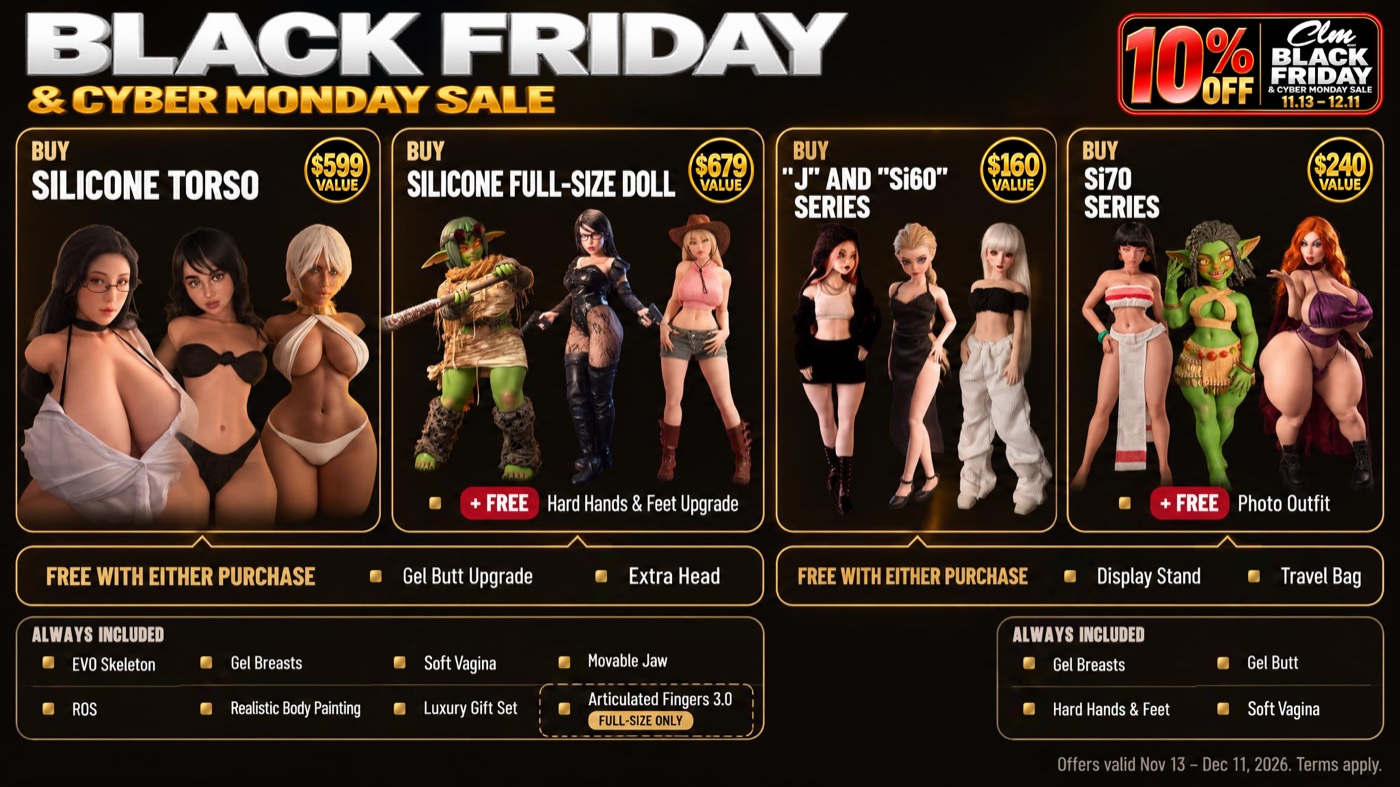 BLACK FRIDAY
& CYBER MONDAY SALE
10% OFF
Clm
BLACK
FRIDAY
& CYBER MONDAY SALE
11.13 – 12.11
BUY
SILICONE TORSO
$599
VALUE
BUY
SILICONE FULL-SIZE DOLL
$679
VALUE
+ FREE Hard Hands & Feet Upgrade
BUY
"J" AND "Si60"
SERIES
$160
VALUE
BUY
Si70
SERIES
$240
VALUE
+ FREE Photo Outfit
FREE WITH EITHER PURCHASE Gel Butt Upgrade Extra Head
FREE WITH EITHER PURCHASE Display Stand Travel Bag
ALWAYS INCLUDED
EVO Skeleton Gel Breasts Soft Vagina Movable Jaw
ROS Realistic Body Painting Luxury Gift Set Articulated Fingers 3.0
FULL-SIZE ONLY
ALWAYS INCLUDED
Gel Breasts Gel Butt
Hard Hands & Feet Soft Vagina
Offers valid Nov 13 – Dec 11, 2026. Terms apply.